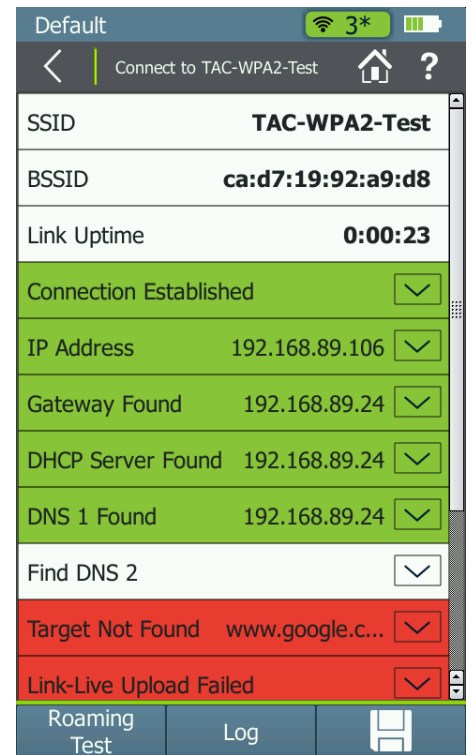 Default 3*
Connect to TAC-WPA2-Test ?
SSID TAC-WPA2-Test
BSSID ca:d7:19:92:a9:d8
Link Uptime 0:00:23
Connection Established
IP Address 192.168.89.106
Gateway Found 192.168.89.24
DHCP Server Found 192.168.89.24
DNS 1 Found 192.168.89.24
Find DNS 2
Target Not Found www.google.c...
Link-Live Upload Failed
Roaming
Test
Log